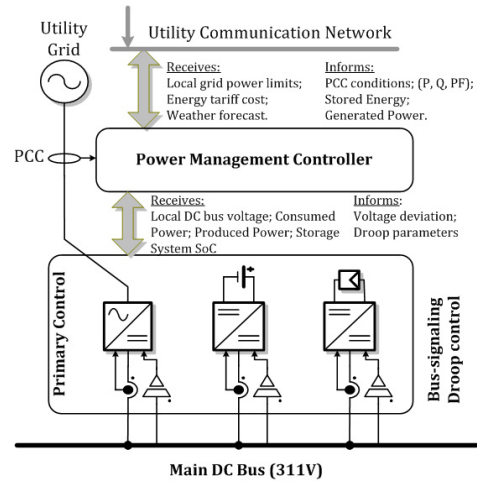 Utility
Grid
Utility Communication Network
Receives:
Local grid power limits;
Energy tariff cost;
Weather forecast.
Informs:
PCC conditions; (P, Q, PF);
Stored Energy;
Generated Power.
PCC
Power Management Controller
Receives:
Local DC bus voltage; Consumed
Power; Produced Power; Storage
System SoC
Informs:
Voltage deviation;
Droop parameters
Primary Control
Bus-signaling
Droop control
Main DC Bus (311V)